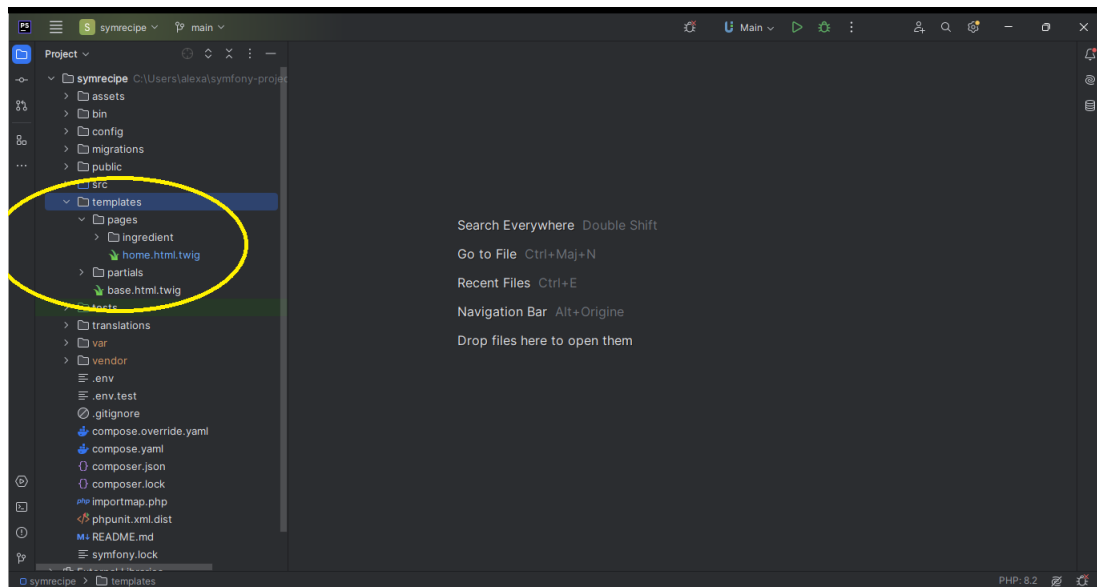 PS
S symrecipe main Main
Project
symrecipe C:\Users\alexa\symfony-projec
assets
bin
config
migrations
public
src
templates
pages
ingredient
home.html.twig
partials
base.html.twig
tests
translations
var
vendor
.env
.env.test
.gitignore
compose.override.yaml
compose.yaml
composer.json
composer.lock
php importmap.php
phpunit.xml.dist
M↓ README.md
symfony.lock
External Libraries
Search Everywhere Double Shift
Go to File Ctrl+Maj+N
Recent Files Ctrl+E
Navigation Bar Alt+Origine
Drop files here to open them
symrecipe > templates
PHP: 8.2